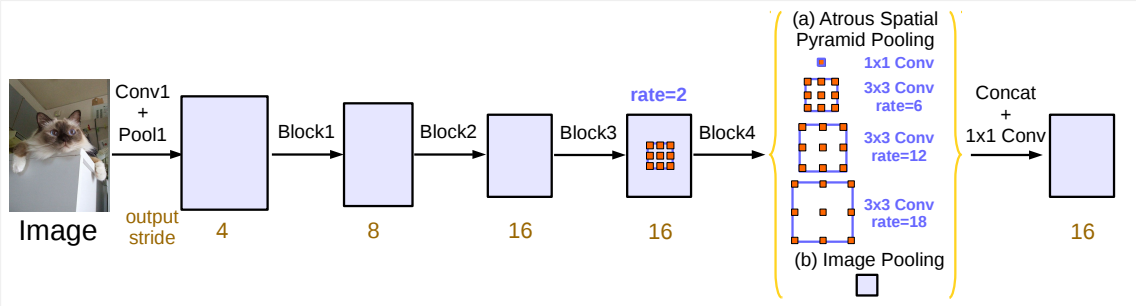 (a) Atrous Spatial
Pyramid Pooling
1x1 Conv
3x3 Conv
rate=6
3x3 Conv
rate=12
3x3 Conv
rate=18
(b) Image Pooling
Conv1
+
Pool1
Block1
Block2
Block3
rate=2
Block4
Concat
+
1x1 Conv
Image
output
stride
4
8
16
16
16